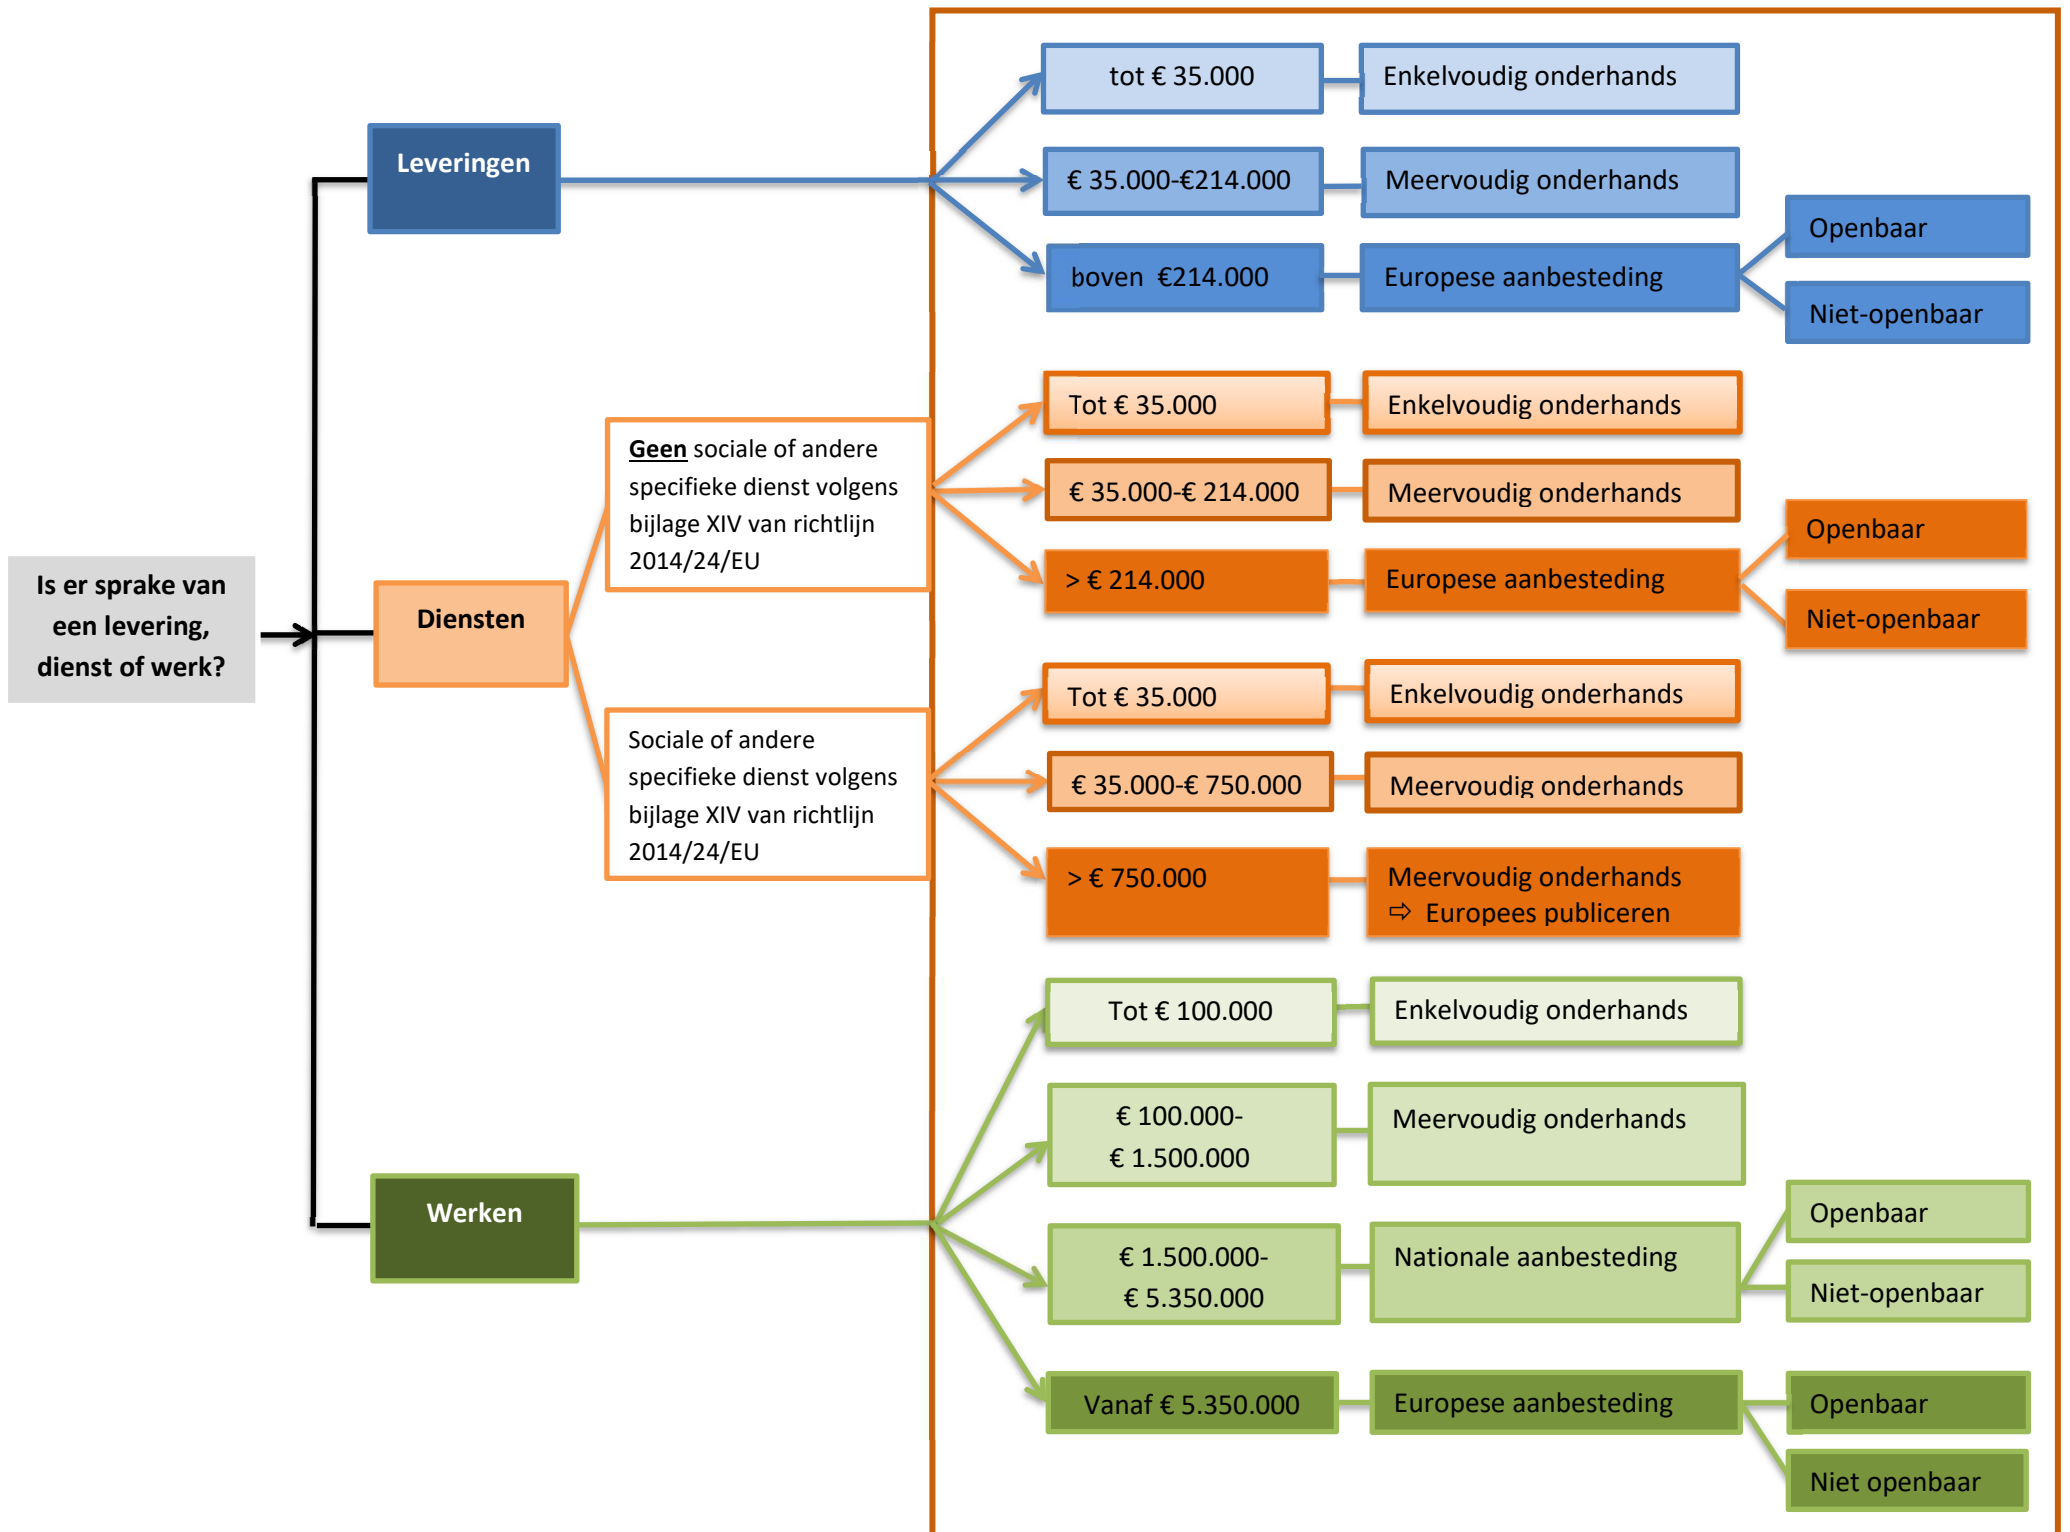 Is er sprake van
een levering,
dienst of werk?
Leveringen
tot € 35.000
Enkelvoudig onderhands
€ 35.000-€214.000
Meervoudig onderhands
boven €214.000
Europese aanbesteding
Openbaar
Niet-openbaar
Diensten
Geen sociale of andere
specifieke dienst volgens
bijlage XIV van richtlijn
2014/24/EU
Tot € 35.000
Enkelvoudig onderhands
€ 35.000-€ 214.000
Meervoudig onderhands
> € 214.000
Europese aanbesteding
Openbaar
Niet-openbaar
Sociale of andere
specifieke dienst volgens
bijlage XIV van richtlijn
2014/24/EU
Tot € 35.000
Enkelvoudig onderhands
€ 35.000-€ 750.000
Meervoudig onderhands
> € 750.000
Meervoudig onderhands
⇨ Europees publiceren
Werken
Tot € 100.000
Enkelvoudig onderhands
€ 100.000-
€ 1.500.000
Meervoudig onderhands
€ 1.500.000-
€ 5.350.000
Nationale aanbesteding
Openbaar
Niet-openbaar
Vanaf € 5.350.000
Europese aanbesteding
Openbaar
Niet openbaar